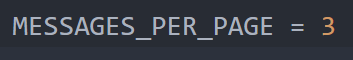 MESSAGES_PER_PAGE = 3